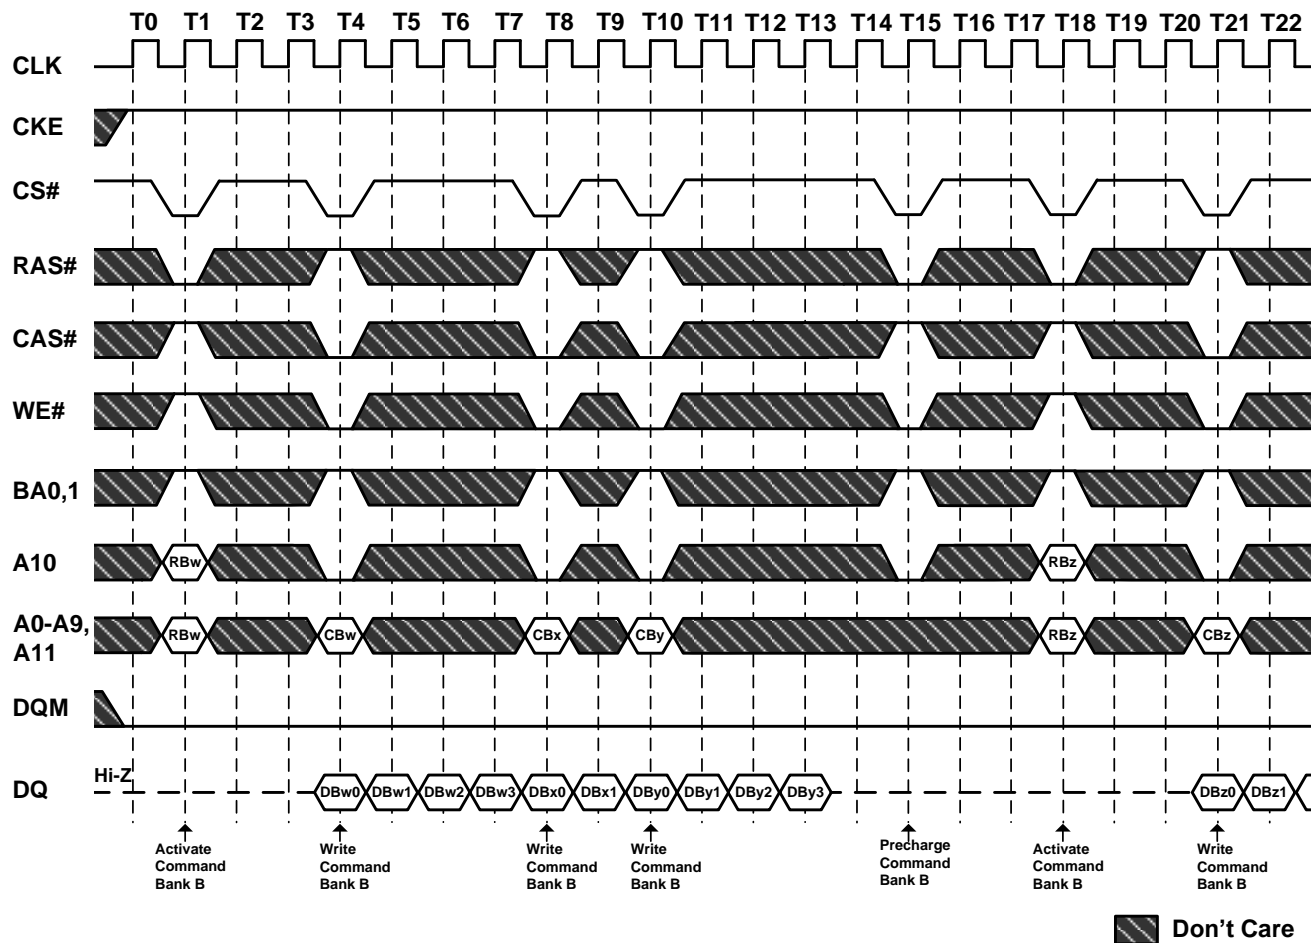 T0 T1 T2 T3 T4 T5 T6 T7 T8 T9 T10 T11 T12 T13 T14 T15 T16 T17 T18 T19 T20 T21 T22
CLK
CKE
CS#
RAS#
CAS#
WE#
BA0,1
A10
RBw
RBz
A0-A9,
A11
RBw CBw CBx CBy RBz CBz
DQM
Hi-Z
DQ
DBw0 DBw1 DBw2 DBw3 DBx0 DBx1 DBy0 DBy1 DBy2 DBy3 DBz0 DBz1
Activate
Command
Bank B
Write
Command
Bank B
Write
Command
Bank B
Write
Command
Bank B
Precharge
Command
Bank B
Activate
Command
Bank B
Write
Command
Bank B
Don't Care